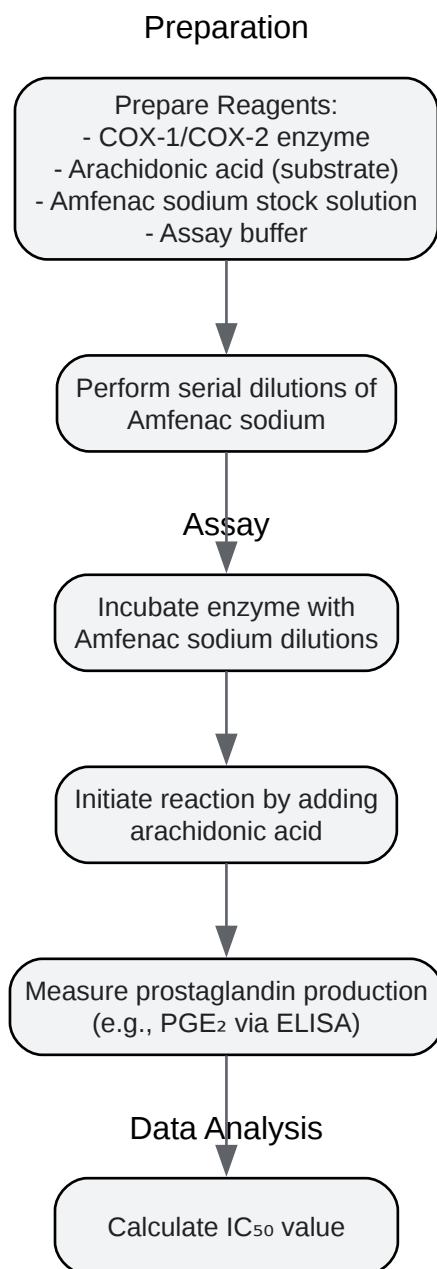 Preparation
Prepare Reagents:
- COX-1/COX-2 enzyme
- Arachidonic acid (substrate)
- Amfenac sodium stock solution
- Assay buffer
Perform serial dilutions of
Amfenac sodium
Assay
Incubate enzyme with
Amfenac sodium dilutions
Initiate reaction by adding
arachidonic acid
Measure prostaglandin production
(e.g., PGE₂ via ELISA)
Data Analysis
Calculate IC₅₀ value